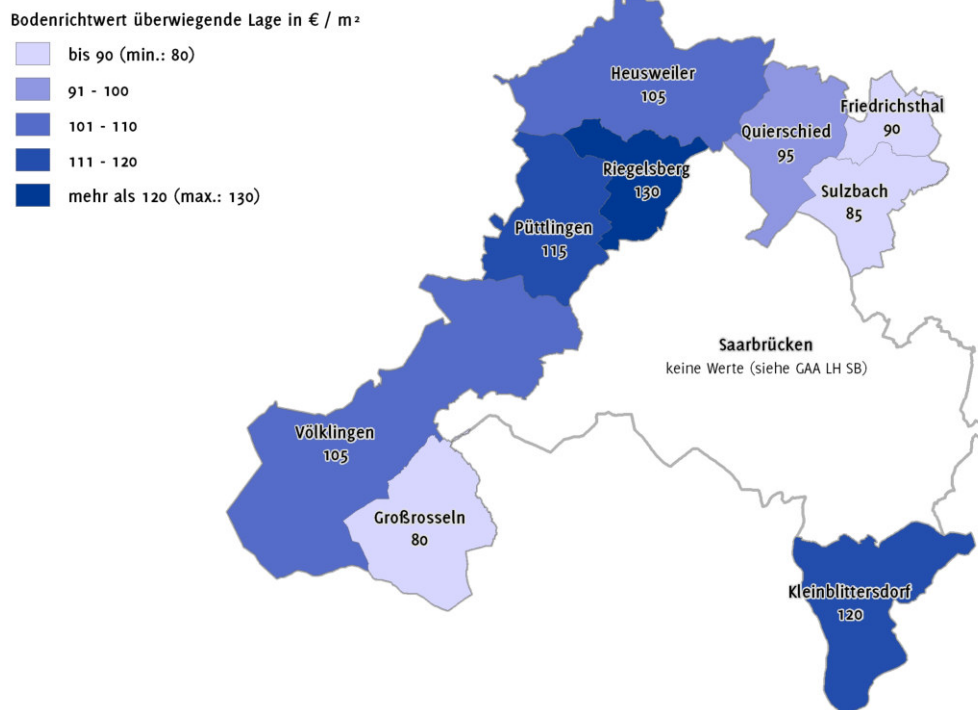 Bodenrichtwert überwiegende Lage in € / m²
bis 90 (min.: 80)
91 - 100
101 - 110
111 - 120
mehr als 120 (max.: 130)
Heusweiler
105
Friedrichsthal
90
Quierschied
95
Riegelsberg
130
Sulzbach
85
Püttlingen
115
Saarbrücken
keine Werte (siehe GAA LH SB)
Völklingen
105
Großrosseln
80
Kleinblittersdorf
120